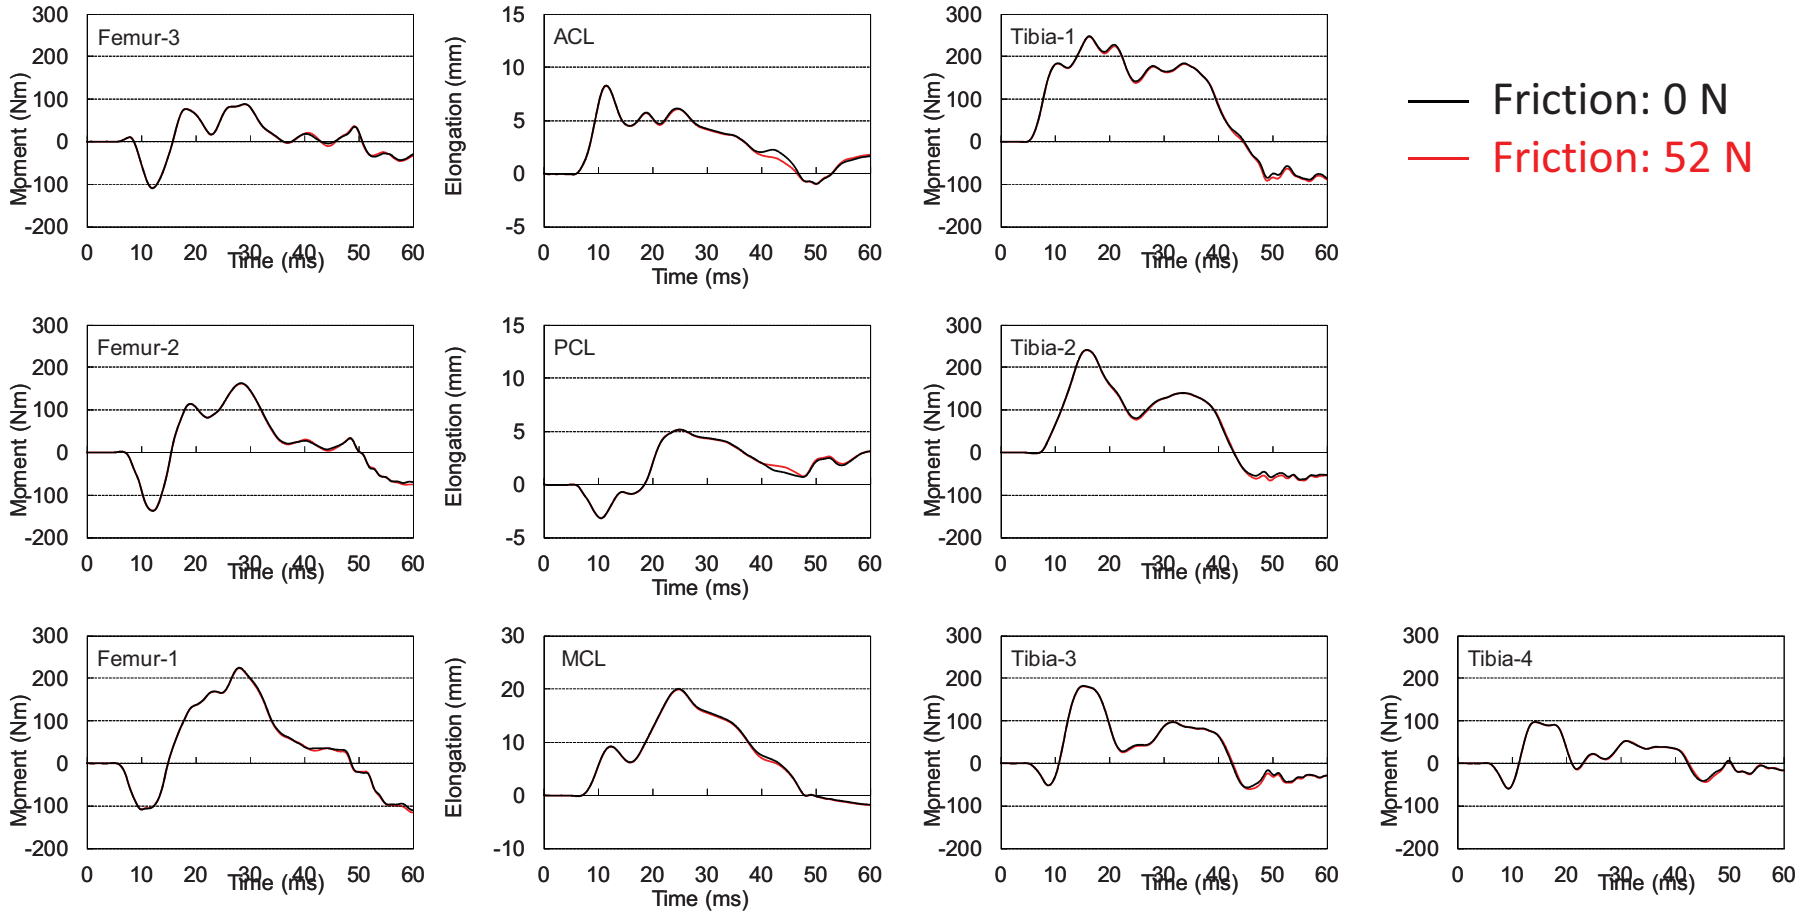 Femur-3
Moment (Nm)
300
200
100
0
-100
-200
0 10 20 30 40 50 60
Time (ms)
ACL
Elongation (mm)
15
10
5
0
-5
0 10 20 30 40 50 60
Time (ms)
Tibia-1
Moment (Nm)
300
200
100
0
-100
-200
0 10 20 30 40 50 60
Time (ms)
Friction: 0 N
Friction: 52 N
Femur-2
Moment (Nm)
300
200
100
0
-100
-200
0 10 20 30 40 50 60
Time (ms)
PCL
Elongation (mm)
15
10
5
0
-5
0 10 20 30 40 50 60
Time (ms)
Tibia-2
Moment (Nm)
300
200
100
0
-100
-200
0 10 20 30 40 50 60
Time (ms)
Femur-1
Moment (Nm)
300
200
100
0
-100
-200
0 10 20 30 40 50 60
Time (ms)
MCL
Elongation (mm)
30
20
10
0
-10
0 10 20 30 40 50 60
Time (ms)
Tibia-3
Moment (Nm)
300
200
100
0
-100
-200
0 10 20 30 40 50 60
Time (ms)
Tibia-4
Moment (Nm)
300
200
100
0
-100
-200
0 10 20 30 40 50 60
Time (ms)